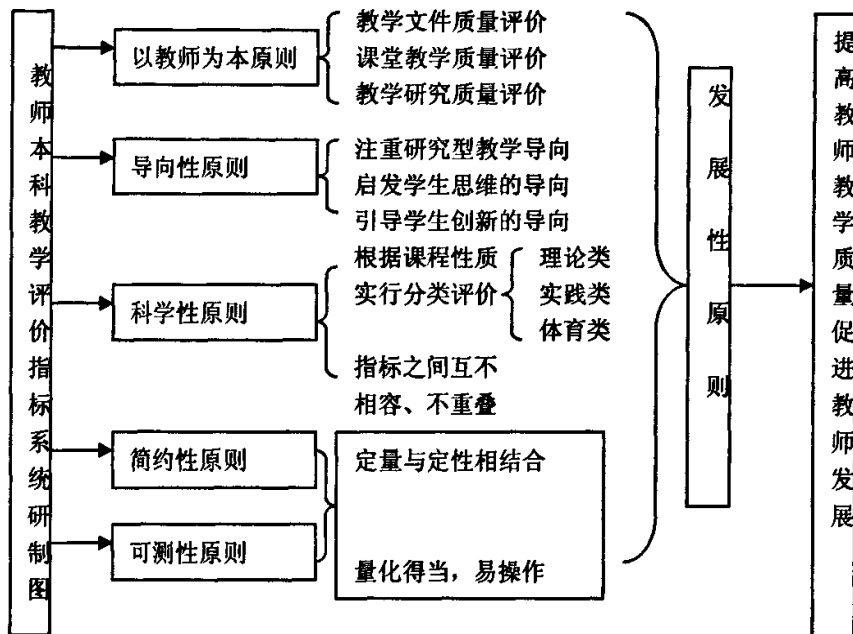 教师本科教学评价指标系统研制图
以教师为本原则
教学文件质量评价
课堂教学质量评价
教学研究质量评价
导向性原则
注重研究型教学导向
启发学生思维的导向
引导学生创新的导向
科学性原则
根据课程性质
实行分类评价
理论类
实践类
体育类
指标之间互不
相容、不重叠
简约性原则
可测性原则
定量与定性相结合
量化得当，易操作
发展性原则
提高教师教学质量促进教师发展